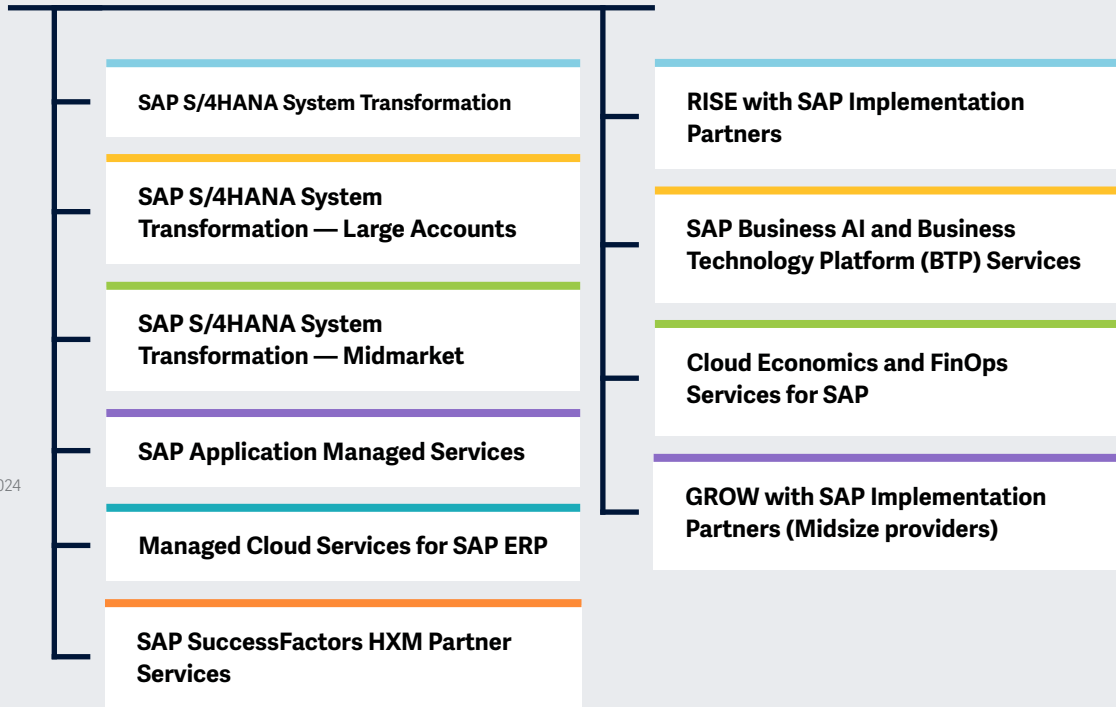 SAP S/4HANA System Transformation
SAP S/4HANA System
Transformation — Large Accounts
SAP S/4HANA System
Transformation — Midmarket
SAP Application Managed Services
Managed Cloud Services for SAP ERP
SAP SuccessFactors HXM Partner
Services
RISE with SAP Implementation
Partners
SAP Business AI and Business
Technology Platform (BTP) Services
Cloud Economics and FinOps
Services for SAP
GROW with SAP Implementation
Partners (Midsize providers)